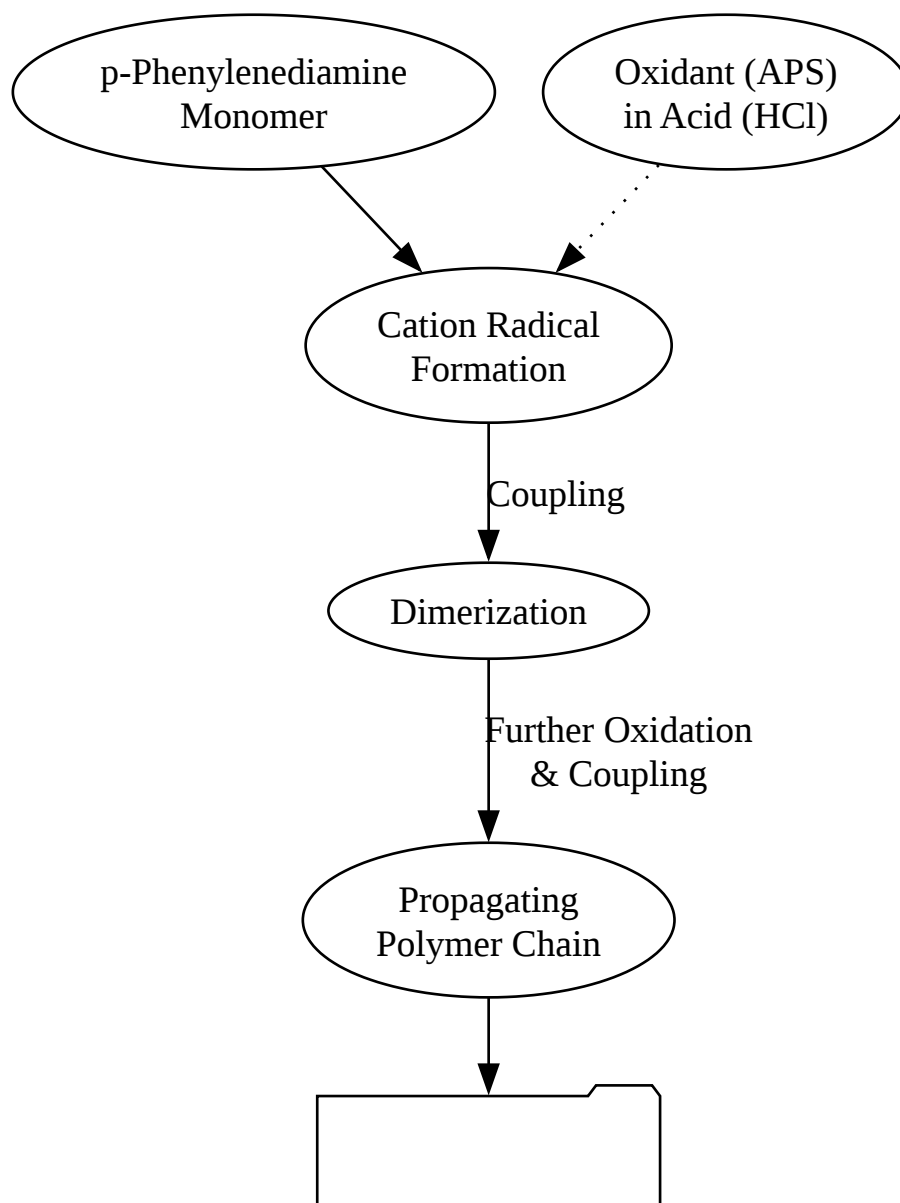 p-Phenylenediamine
Monomer
Oxidant (APS)
in Acid (HCl)
Cation Radical
Formation
Coupling
Dimerization
Further Oxidation
& Coupling
Propagating
Polymer Chain